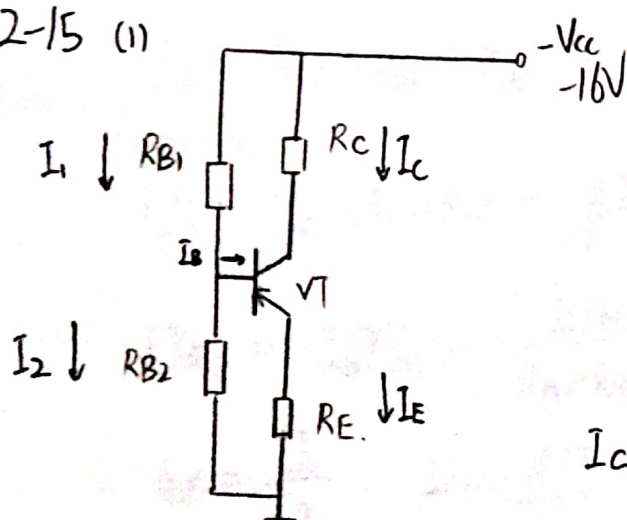 2-15 (1)
-Vcc
-16V
I₁ ↓ RB₁
Rc ↓ Ic
IB →
VT
I₂ ↓ RB₂
RE. ↓ IE
Ic